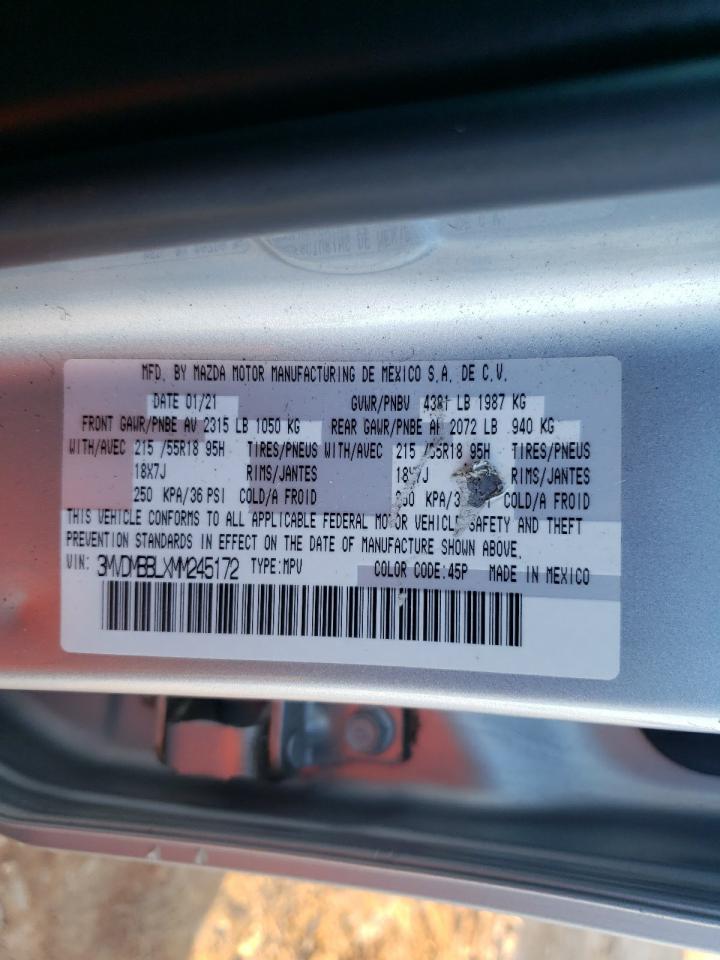 MFD. BY MAZDA MOTOR MANUFACTURING DE MEXICO S.A. DE C.V.
DATE 01/21 GVWR/PNBV 4381 LB 1987 KG
FRONT GAWR/PNBE AV 2315 LB 1050 KG REAR GAWR/PNBE AR 2072 LB 940 KG
WITH/AVEC 215 /55R18 95H TIRES/PNEUS WITH/AVEC 215 /55R18 95H TIRES/PNEUS
18X7J RIMS/JANTES RIMS/JANTES
250 KPA/36 PSI COLD/A FROID KPA/ COLD/A FROID
THIS VEHICLE CONFORMS TO ALL APPLICABLE FEDERAL MOTOR VEHICLE SAFETY AND THEFT
PREVENTION STANDARDS IN EFFECT ON THE DATE OF MANUFACTURE SHOWN ABOVE.
VIN: 3MVDMBBLXMM245172 TYPE:MPV COLOR CODE:45P MADE IN MEXICO